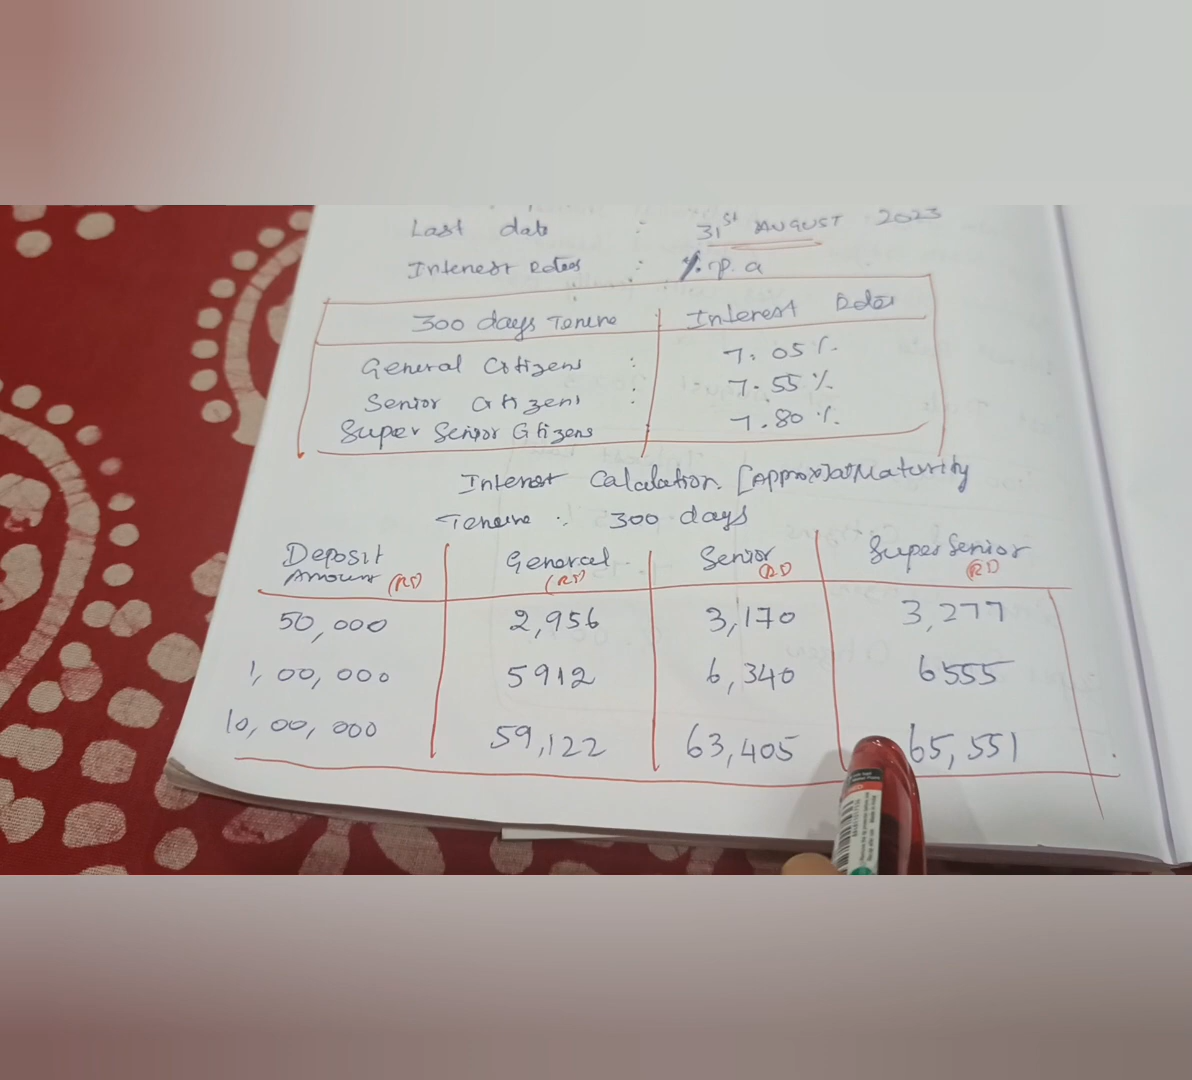 Last date : 31st AUGUST 2023
Interest Rates : %.p.a
300 days Tenure Interest Rates
General Citizens : 7.05%
Senior Citizens : 7.55%
Super Senior Citizens 7.80%
Interest Calculation. [Approx] at Maturity
Tenure : 300 days
Deposit Amount (RS) General (RS) Senior (RS) Super Senior (RS)
50,000 2,956 3,170 3,277
1,00,000 5912 6,340 6555
10,00,000 59,122 63,405 65,551